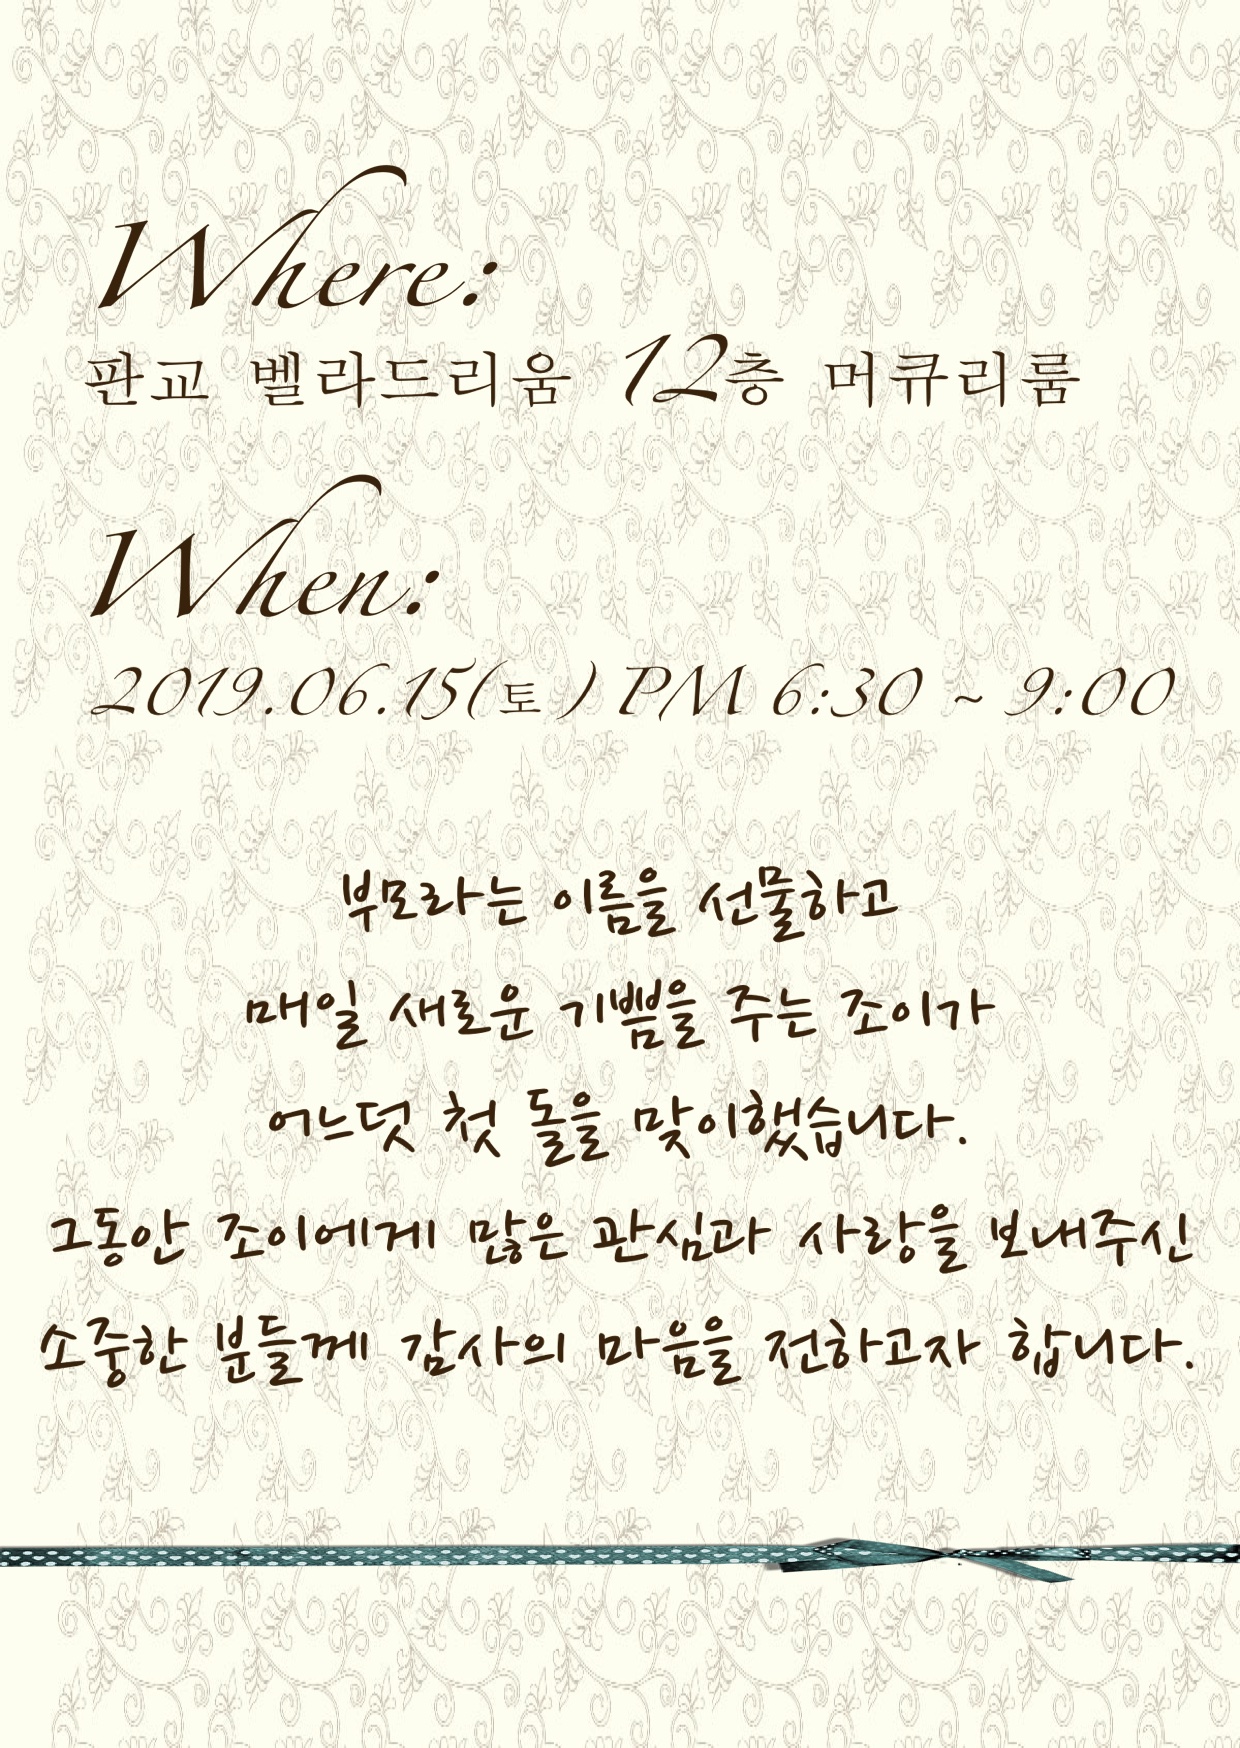 Where:
판교 벨라드리움 12층 머큐리룸
When:
2019.06.15(토) PM 6:30 ~ 9:00
부모라는 이름을 선물하고
매일 새로운 기쁨을 주는 조이가
어느덧 첫 돌을 맞이했습니다.
그동안 조이에게 많은 관심과 사랑을 보내주신
소중한 분들께 감사의 마음을 전하고자 합니다.